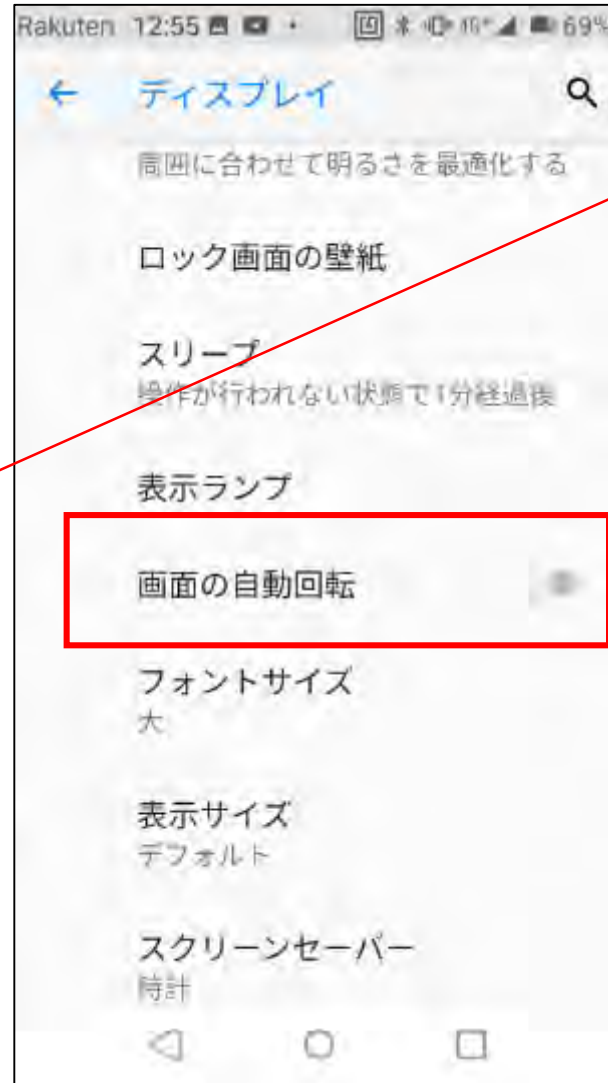 Rakuten 12:55 69%
ディスプレイ
周囲に合わせて明るさを最適化する
ロック画面の壁紙
スリープ
操作が行われない状態で1分経過後
表示ランプ
画面の自動回転
フォントサイズ
大
表示サイズ
デフォルト
スクリーンセーバー
時計